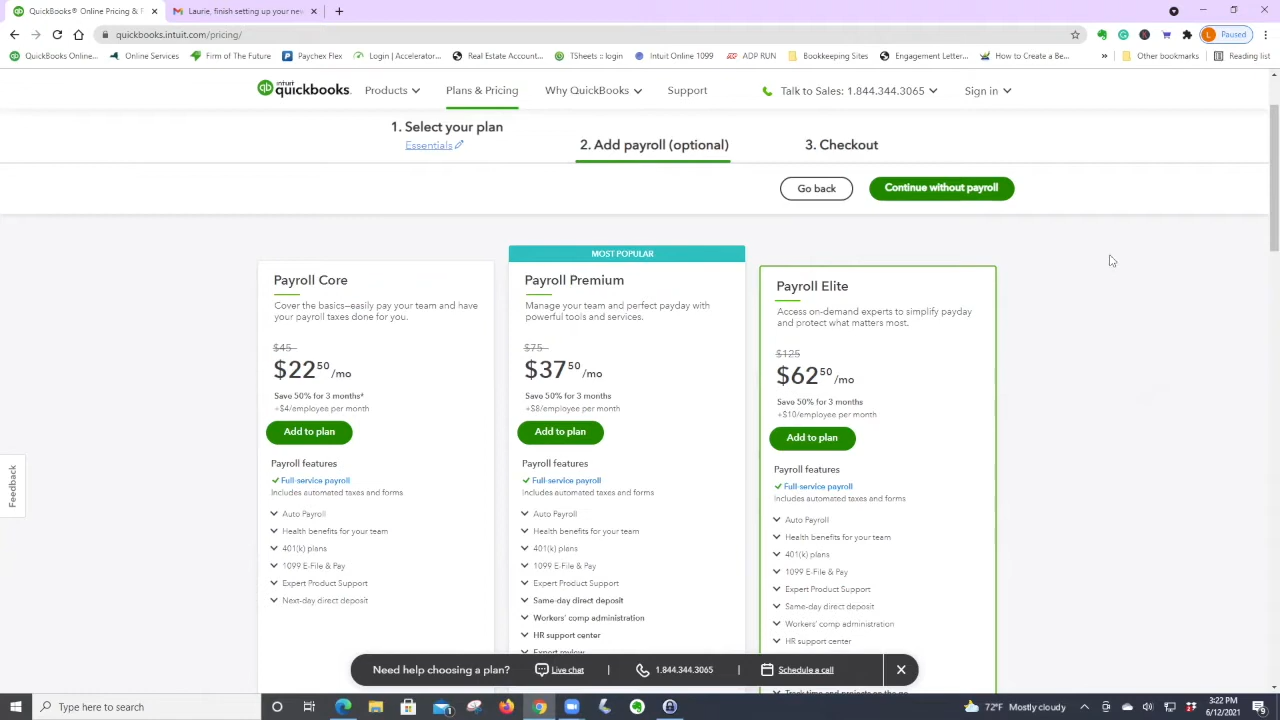 QuickBooks® Online Pricing & F
Laurie, finish setting up your new
quickbooks.intuit.com/pricing/
Paused
QuickBooks Online...
Online Services
Firm of The Future
Paychex Flex
Login | Accelerator...
Real Estate Account...
TSheets :: login
Intuit Online 1099
ADP RUN
Bookkeeping Sites
Engagement Letter...
How to Create a Be...
Other bookmarks
Reading list
intuit
quickbooks.
Products
Plans & Pricing
Why QuickBooks
Support
Talk to Sales: 1.844.344.3065
Sign in
1. Select your plan
Essentials
2. Add payroll (optional)
3. Checkout
Go back
Continue without payroll
MOST POPULAR
Payroll Core
Cover the basics—easily pay your team and have
your payroll taxes done for you.
$45
$22 50 /mo
Save 50% for 3 months*
+$4/employee per month
Add to plan
Payroll features
Full-service payroll
Includes automated taxes and forms
Auto Payroll
Health benefits for your team
401(k) plans
1099 E-File & Pay
Expert Product Support
Next-day direct deposit
Payroll Premium
Manage your team and perfect payday with
powerful tools and services.
$75
$37 50 /mo
Save 50% for 3 months
+$8/employee per month
Add to plan
Payroll features
Full-service payroll
Includes automated taxes and forms
Auto Payroll
Health benefits for your team
401(k) plans
1099 E-File & Pay
Expert Product Support
Same-day direct deposit
Workers' comp administration
HR support center
Expert review
Payroll Elite
Access on-demand experts to simplify payday
and protect what matters most.
$125
$62 50 /mo
Save 50% for 3 months
+$10/employee per month
Add to plan
Payroll features
Full-service payroll
Includes automated taxes and forms
Auto Payroll
Health benefits for your team
401(k) plans
1099 E-File & Pay
Expert Product Support
Same-day direct deposit
Workers' comp administration
HR support center
Track time and projects on the go
Feedback
Need help choosing a plan?
Live chat
1.844.344.3065
Schedule a call
Type here to search
72°F Mostly cloudy
3:22 PM
6/12/2021